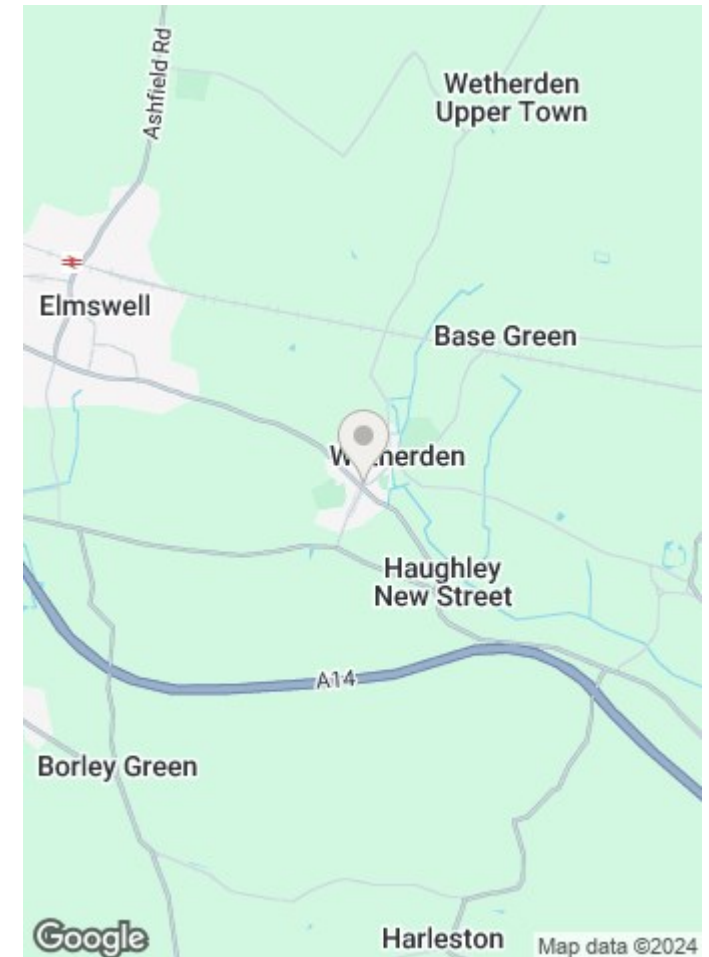 Ashfield Rd
Wetherden
Upper Town
Elmswell
Base Green
Haughley
New Street
A14
Borley Green
Harleston
Google
Map data ©2024